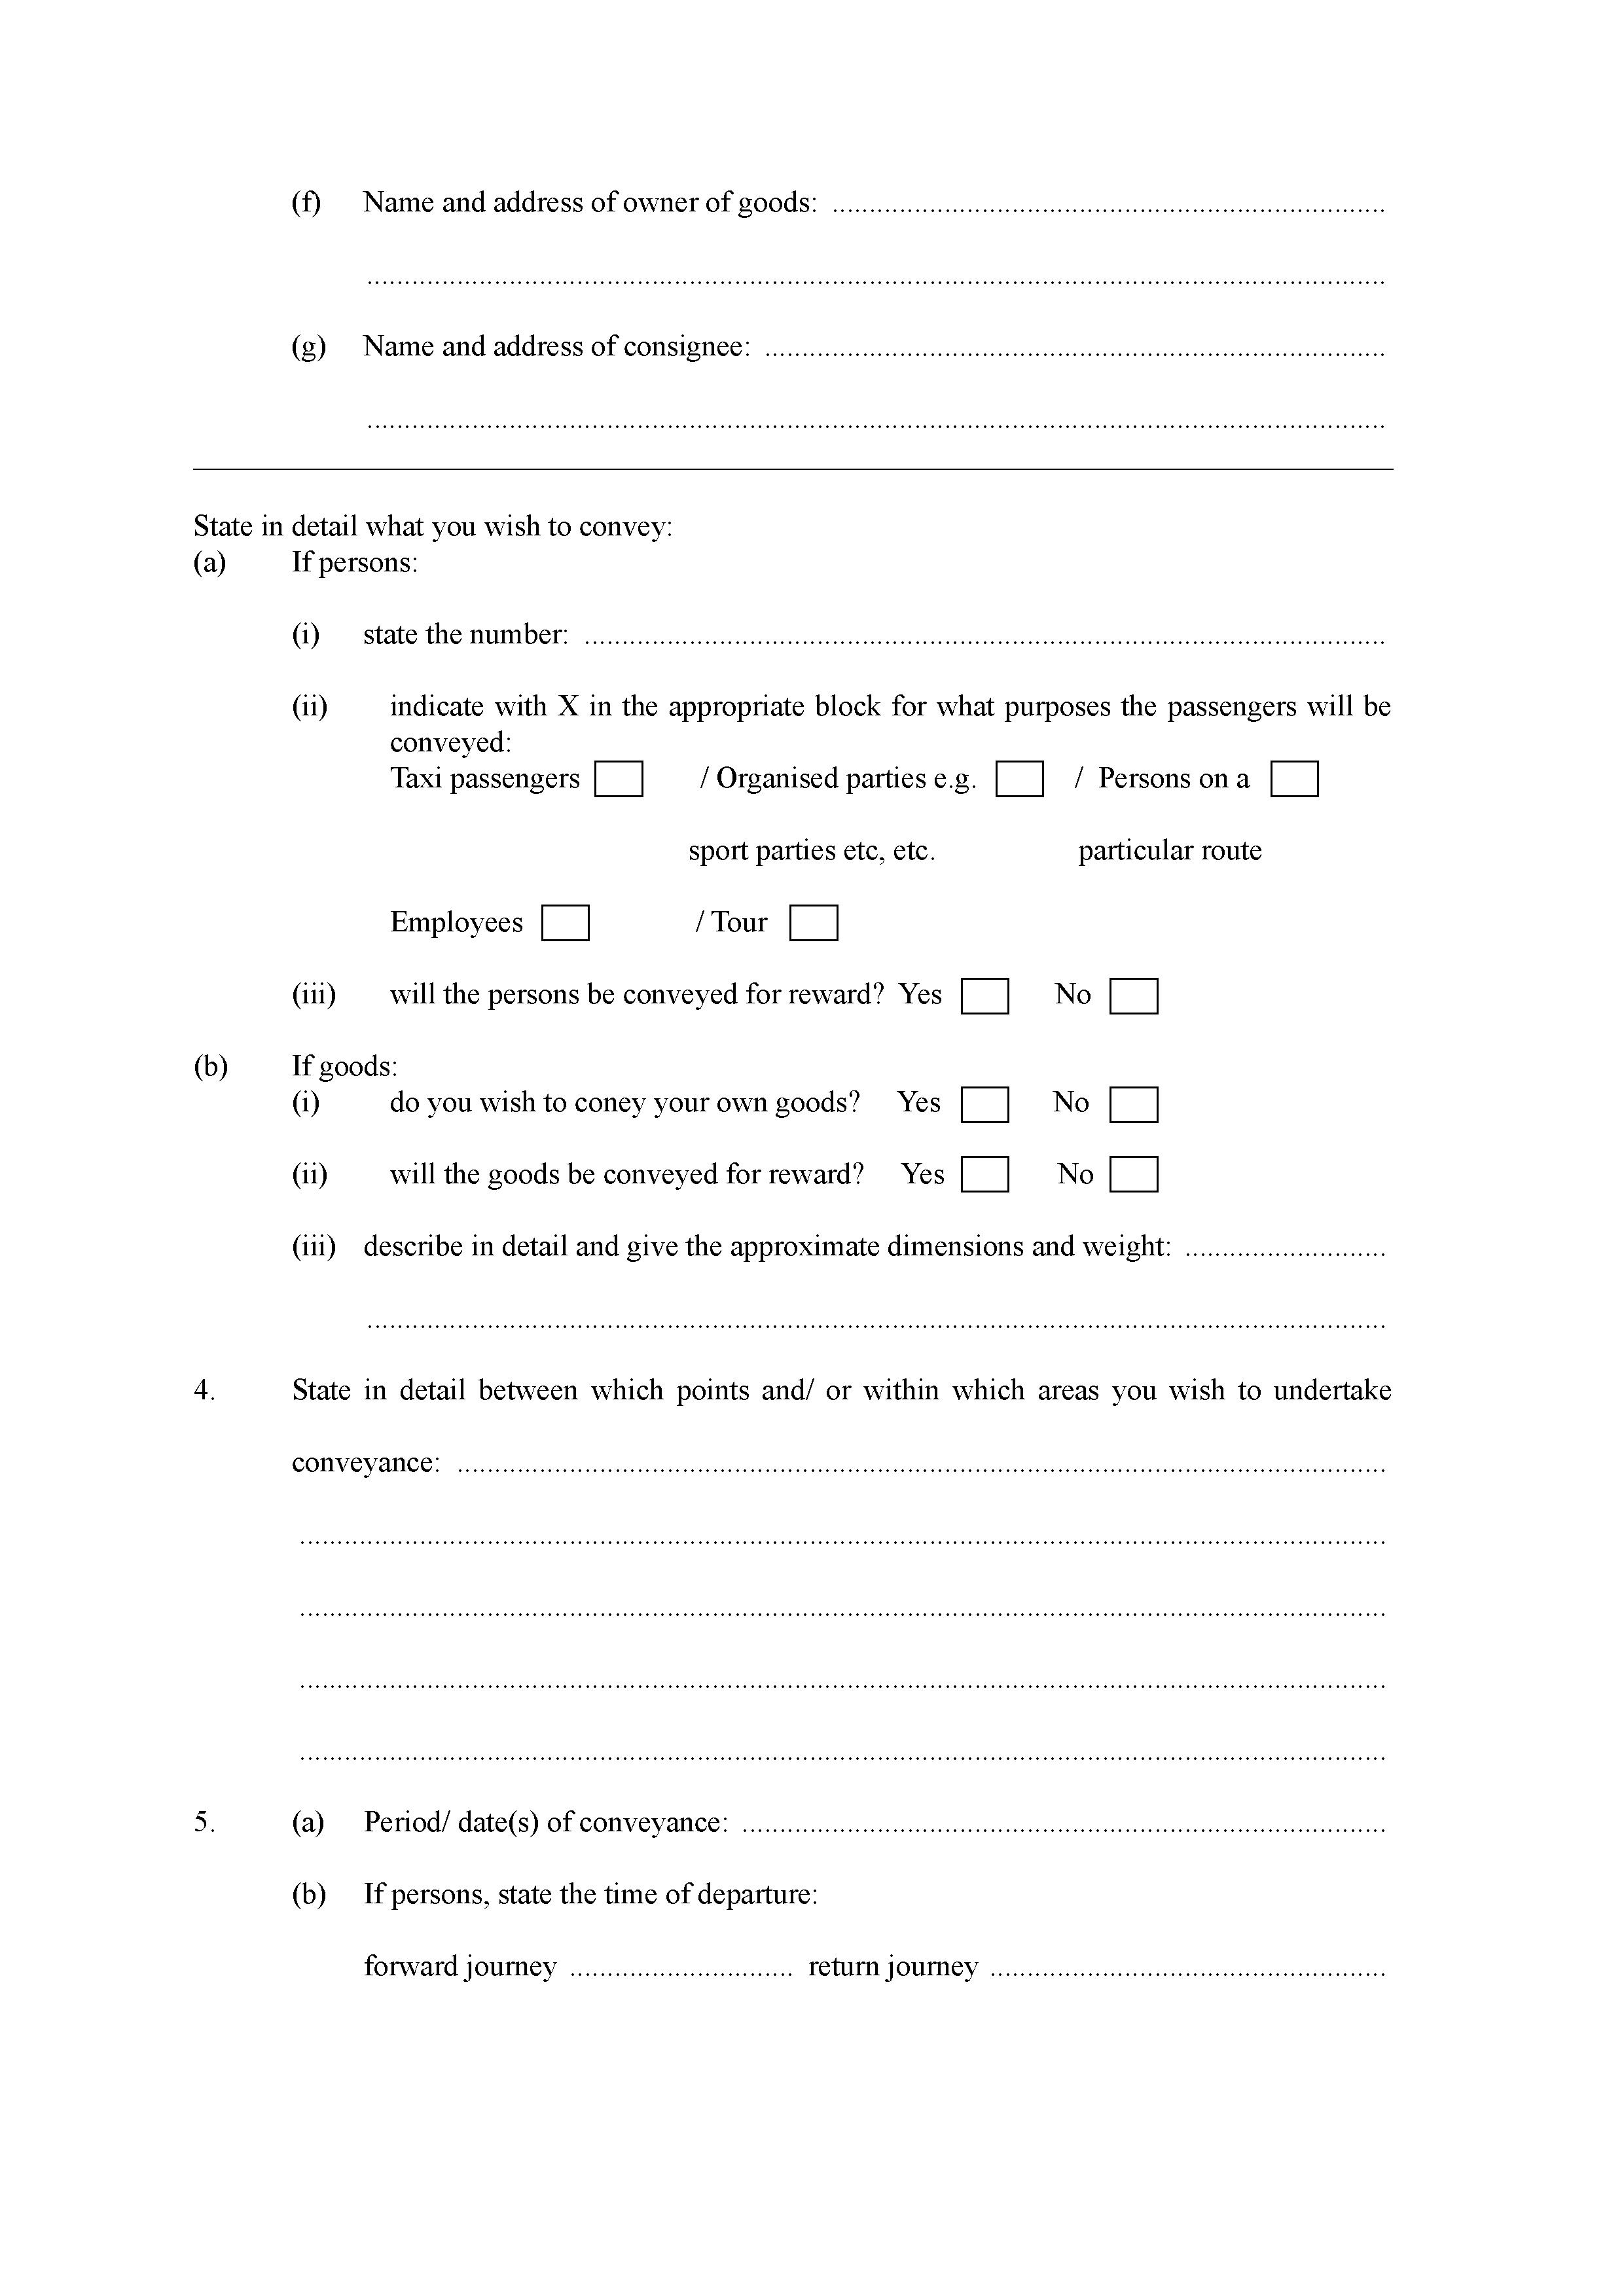 (f) Name and address of owner of goods: ..........................................................................
..........................................................................................................................................
(g) Name and address of consignee: ...................................................................................
..........................................................................................................................................
State in detail what you wish to convey:
(a) If persons:
(i) state the number: ...........................................................................................................
(ii) indicate with X in the appropriate block for what purposes the passengers will be
conveyed:
Taxi passengers / Organised parties e.g. / Persons on a
sport parties etc, etc. particular route
Employees / Tour
(iii) will the persons be conveyed for reward? Yes No
(b) If goods:
(i) do you wish to coney your own goods? Yes No
(ii) will the goods be conveyed for reward? Yes No
(iii) describe in detail and give the approximate dimensions and weight: ...........................
..........................................................................................................................................
4. State in detail between which points and/ or within which areas you wish to undertake
conveyance: ............................................................................................................................
..........................................................................................................................................
..........................................................................................................................................
..........................................................................................................................................
..........................................................................................................................................
5. (a) Period/ date(s) of conveyance: ......................................................................................
(b) If persons, state the time of departure:
forward journey .............................. return journey .....................................................